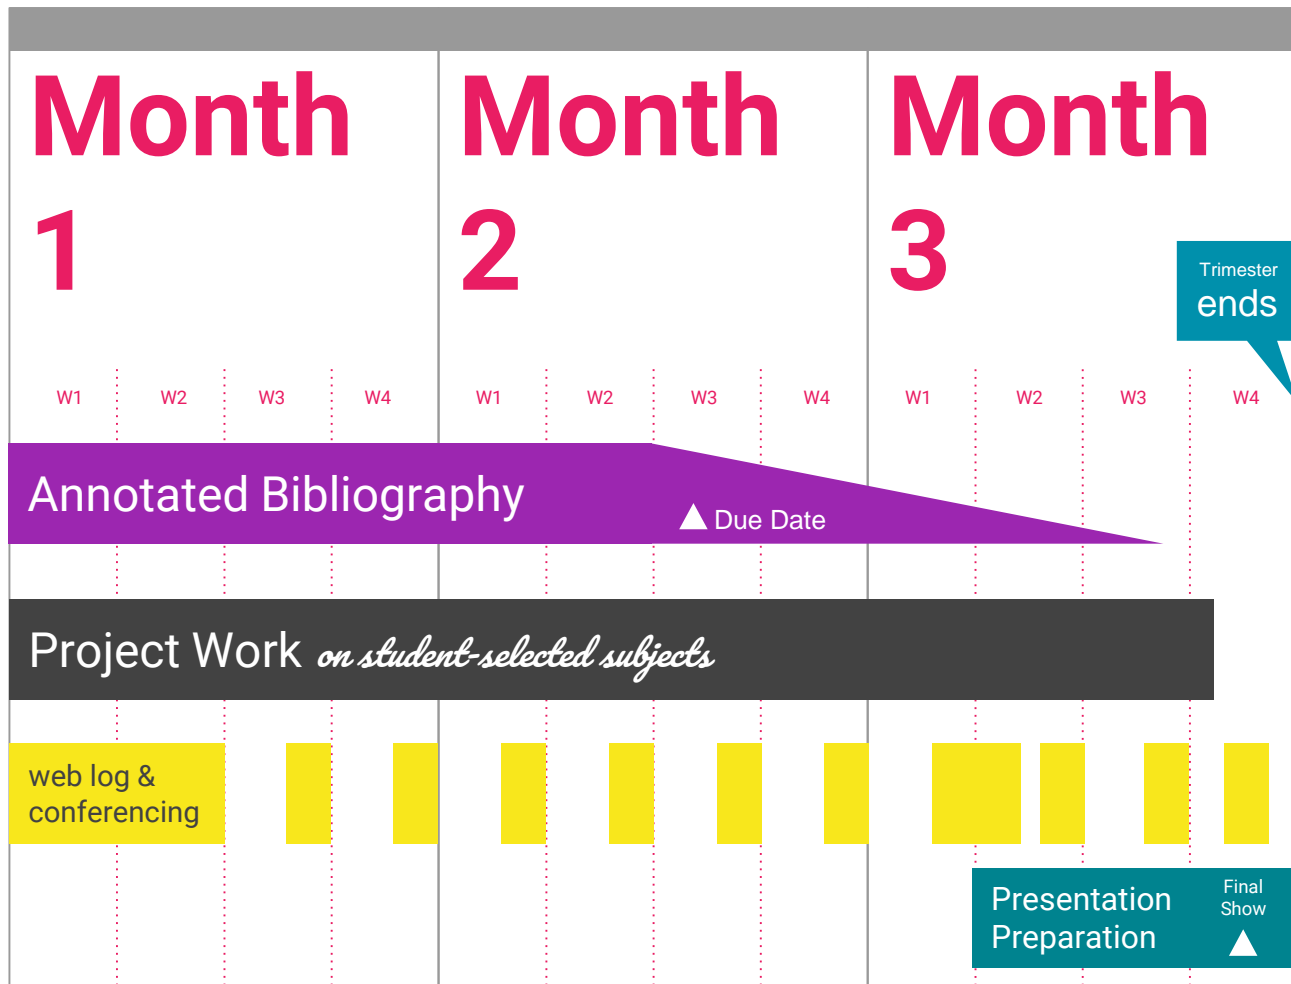 Month
1
Month
2
Month
3
Trimester
ends
W1 W2 W3 W4 W1 W2 W3 W4 W1 W2 W3 W4
Annotated Bibliography
Due Date
Project Work on student-selected subjects
web log &
conferencing
Presentation
Preparation
Final
Show